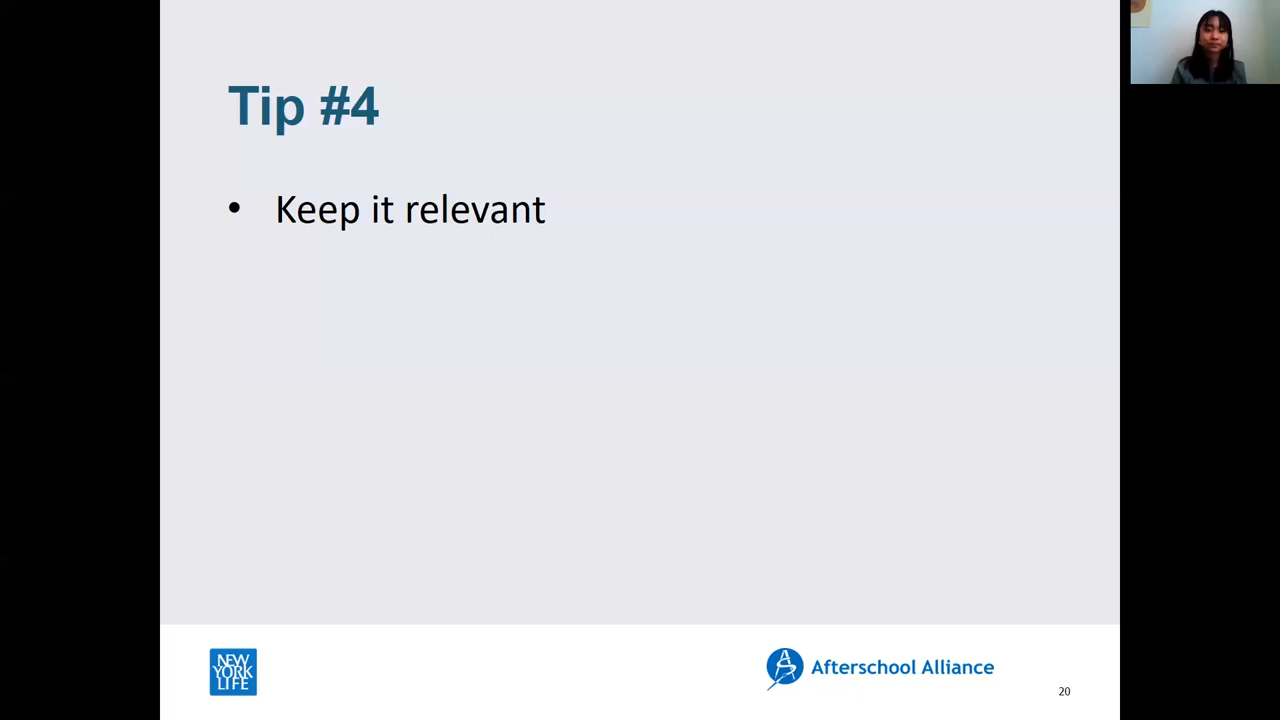 Tip #4
• Keep it relevant
NEW
YORK
LIFE
Afterschool Alliance
20